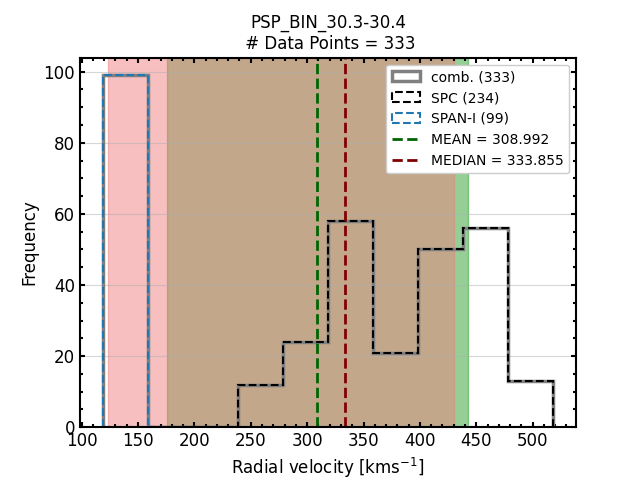 PSP_BIN_30.3-30.4
# Data Points = 333
Frequency
100
80
60
40
20
0
comb. (333)
SPC (234)
SPAN-I (99)
MEAN = 308.992
MEDIAN = 333.855
100 150 200 250 300 350 400 450 500
Radial velocity [kms⁻¹]